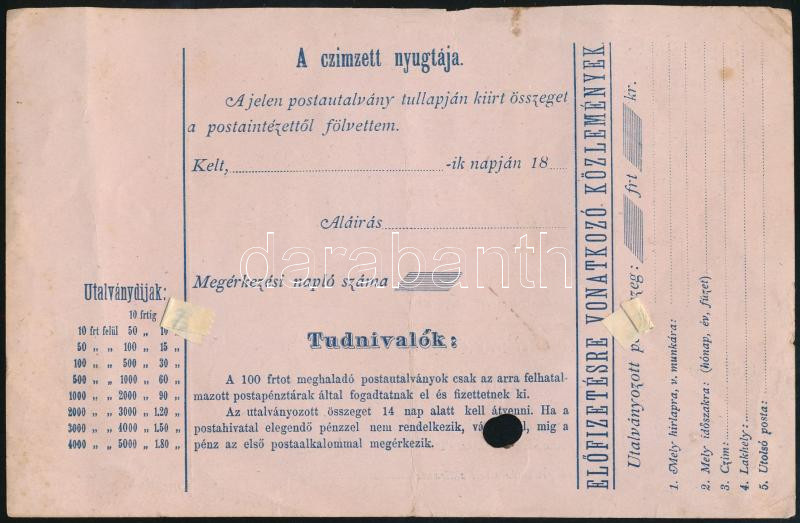 A czimzett nyugtája.
A jelen postautalvány tullapján kiirt összeget
a postaintézettől fölvettem.
Kelt, -ik napján 18
Aláirás
Megérkezési napló száma
Tudnivalók:
A 100 frtot meghaladó postautalványok csak az arra felhatal-
mazott postapénztárak által fogadtatnak el és fizettetnek ki.
Az utalványozott összeget 14 nap alatt kell átvenni. Ha a
postahivatal elegendő pénzzel nem rendelkezik, mig a
pénz az első postaalkalommal megérkezik.
Utalványdijak:
10 frtig
10 frt felül 50 „ 10
50 „ „ 100 „ 15 „
100 „ „ 500 „ 30 „
500 „ „ 1000 „ 60 „
1000 „ „ 2000 „ 90 „
2000 „ „ 3000 „ 1.20 „
3000 „ „ 4000 „ 1.50 „
4000 „ „ 5000 „ 1.80 „
ELŐFIZETÉSRE VONATKOZÓ KÖZLEMÉNYEK
Utalványozott frt kr.
1. Mely hirlapra, v. munkára:
2. Mely időszakra: (hónap, év, füzet)
3. Czim:
4. Lakhely:
5. Utolsó posta:
darabanth